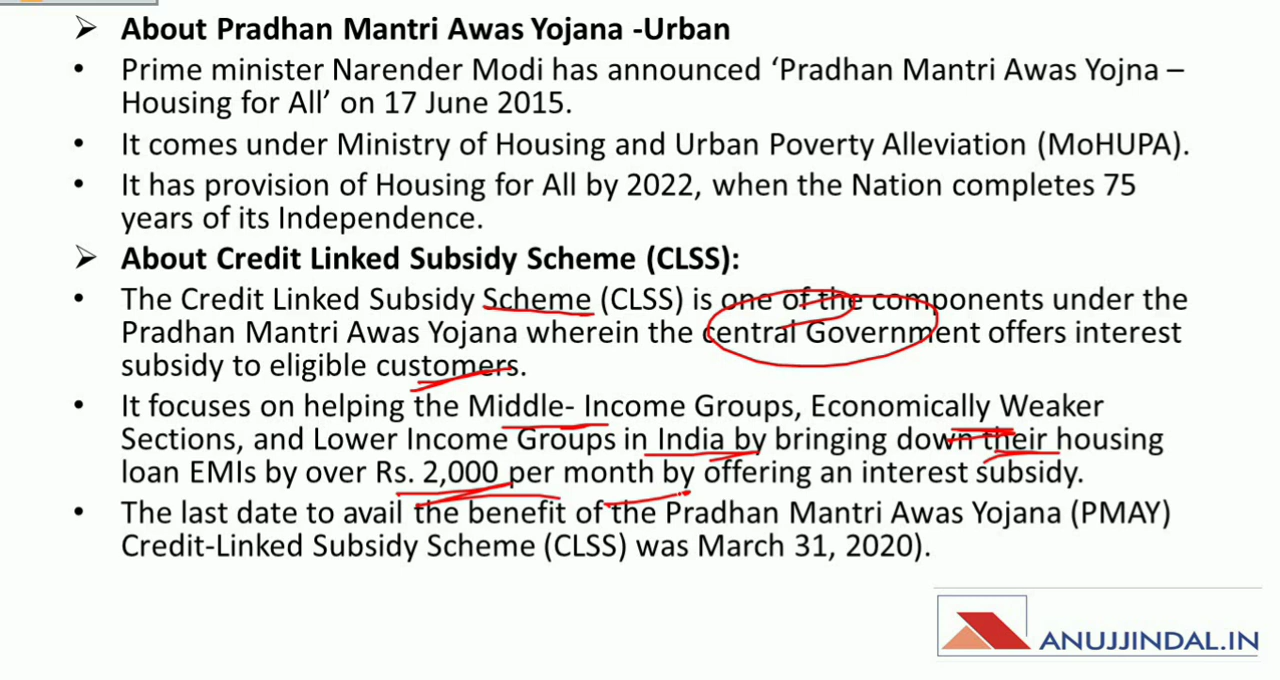 ➢ About Pradhan Mantri Awas Yojana -Urban
• Prime minister Narender Modi has announced ‘Pradhan Mantri Awas Yojna –
Housing for All’ on 17 June 2015.
• It comes under Ministry of Housing and Urban Poverty Alleviation (MoHUPA).
• It has provision of Housing for All by 2022, when the Nation completes 75
years of its Independence.
➢ About Credit Linked Subsidy Scheme (CLSS):
• The Credit Linked Subsidy Scheme (CLSS) is one of the components under the
Pradhan Mantri Awas Yojana wherein the central Government offers interest
subsidy to eligible customers.
• It focuses on helping the Middle- Income Groups, Economically Weaker
Sections, and Lower Income Groups in India by bringing down their housing
loan EMIs by over Rs. 2,000 per month by offering an interest subsidy.
• The last date to avail the benefit of the Pradhan Mantri Awas Yojana (PMAY)
Credit-Linked Subsidy Scheme (CLSS) was March 31, 2020).
ANUJJINDAL.IN